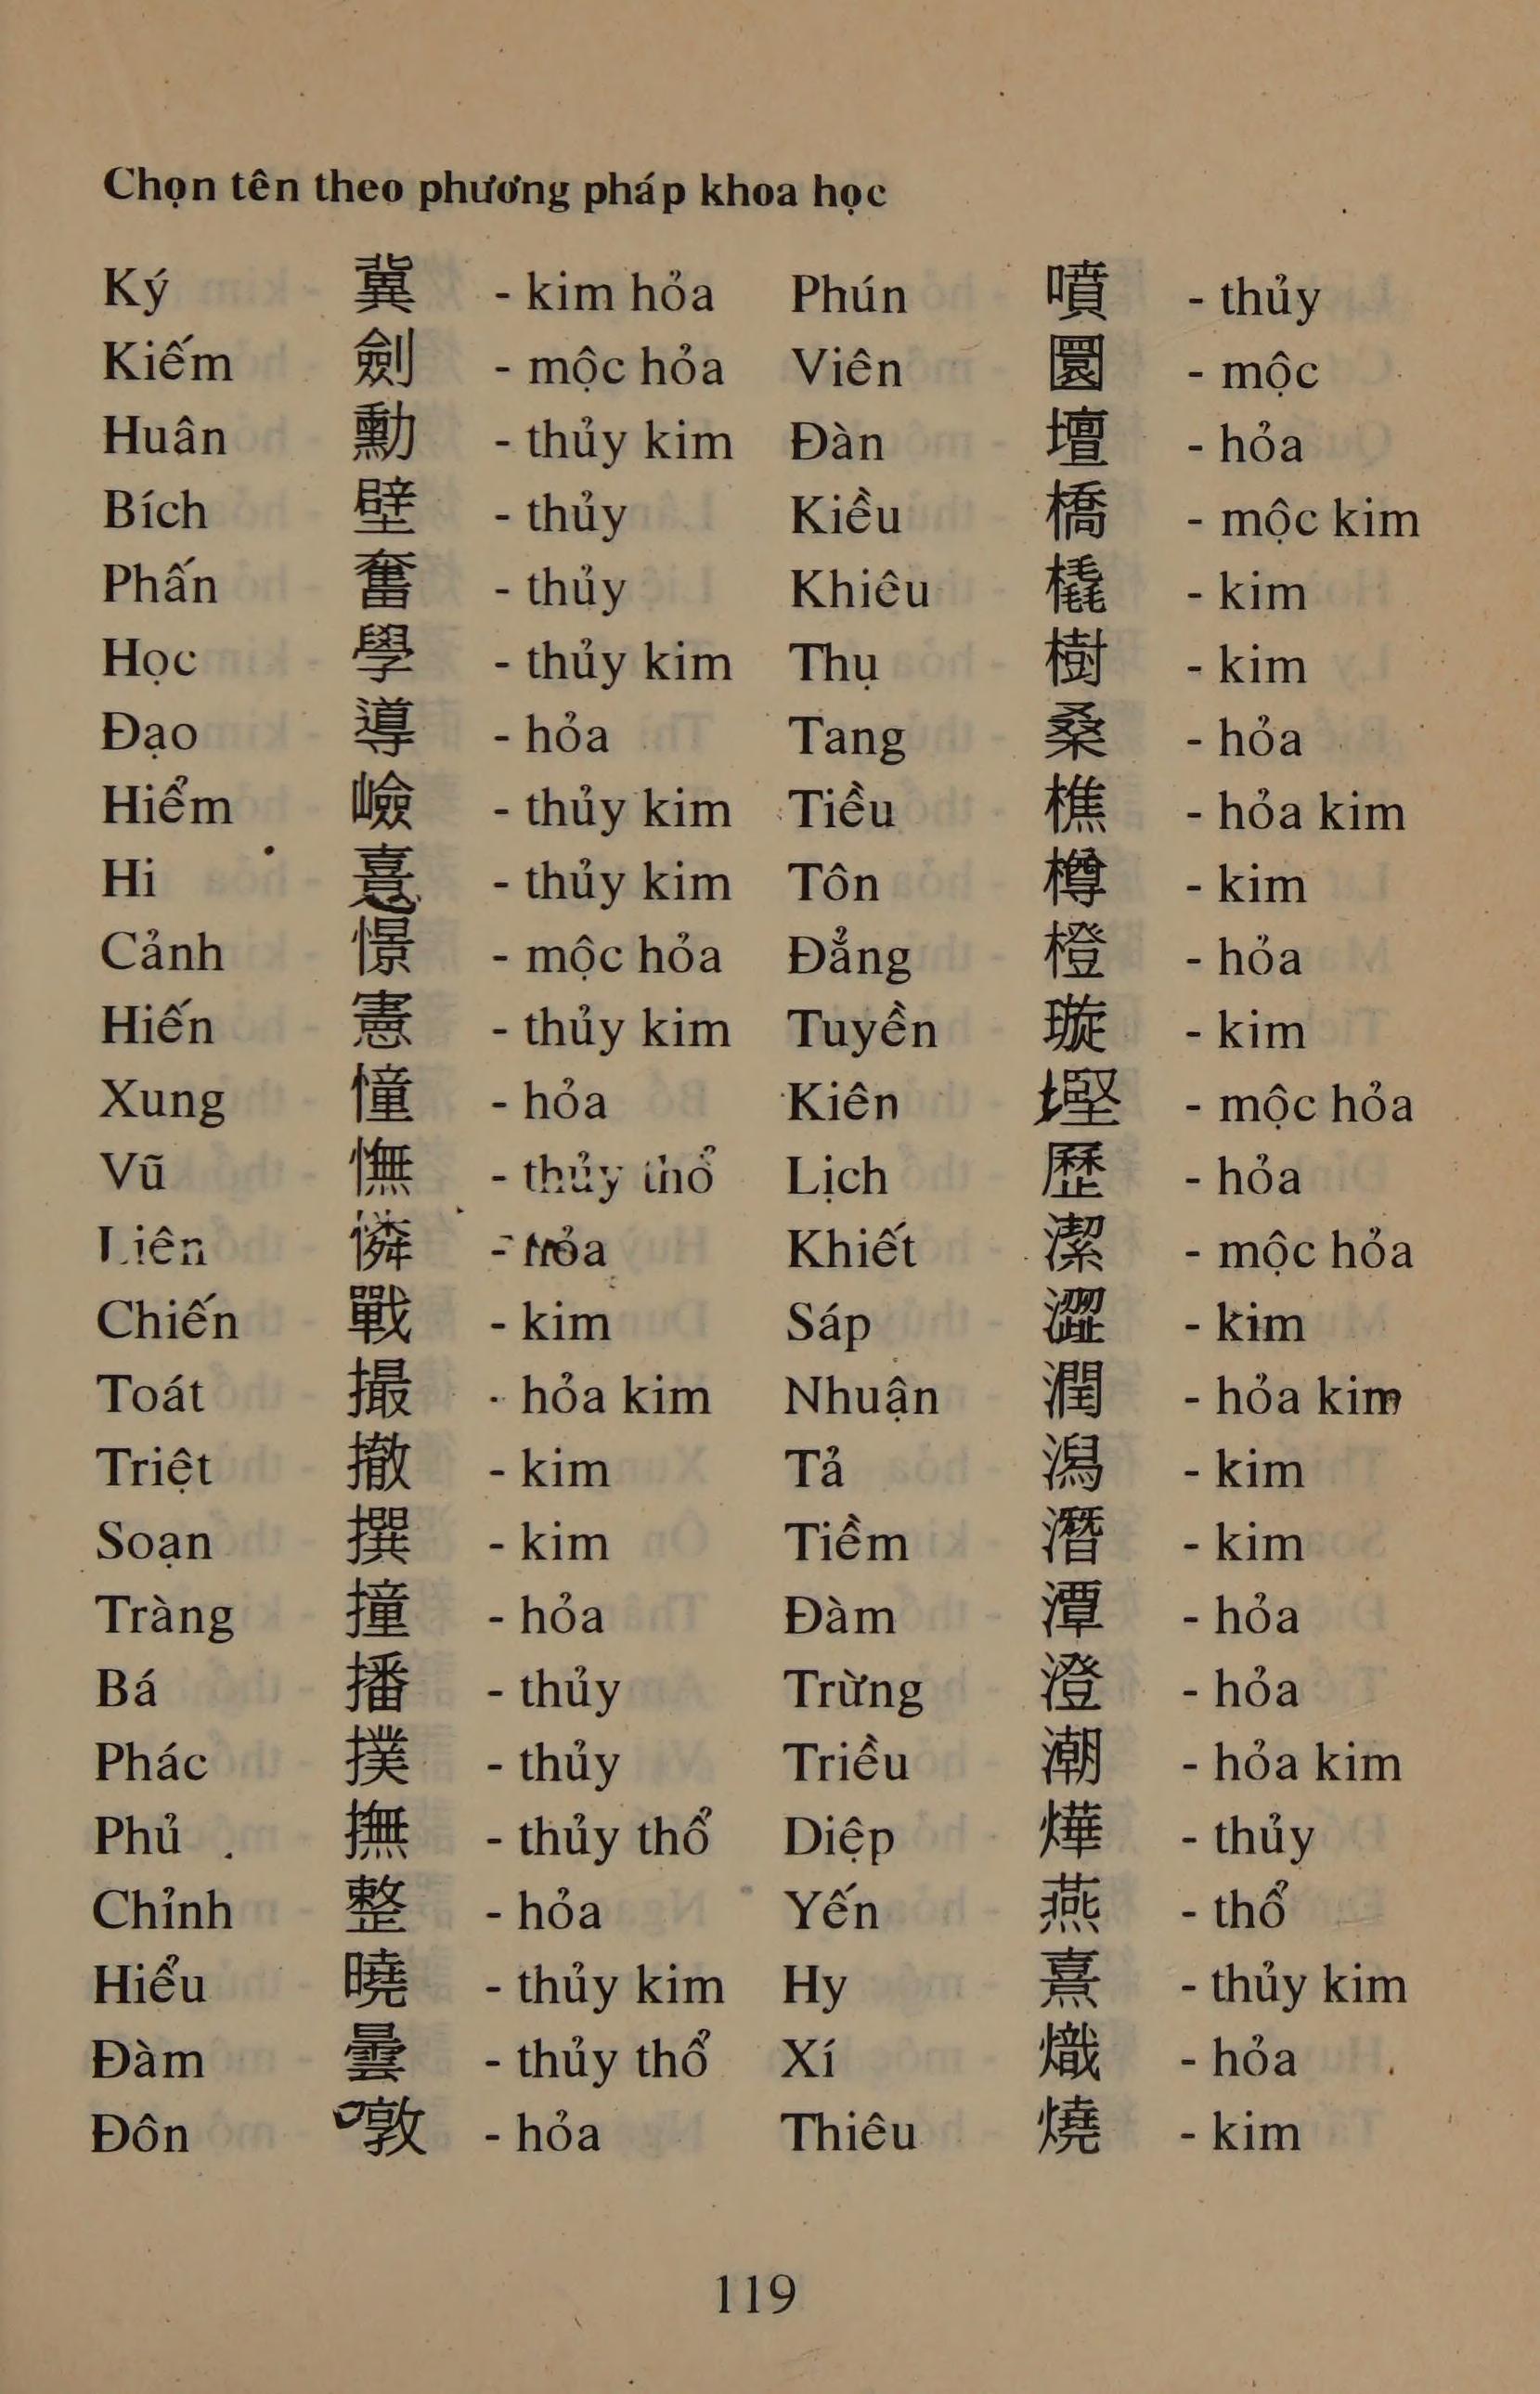 Chọn tên theo phương pháp khoa học
Ký 冀 - kim hỏa Phún 噴 - thủy
Kiếm 劍 - mộc hỏa Viên 圜 - mộc
Huân 勳 - thủy kim Đàn 壇 - hỏa
Bích 壁 - thủy Kiều 橋 - mộc kim
Phấn 奮 - thủy Khiêu 橇 - kim
Học 學 - thủy kim Thụ 樹 - kim
Đạo 導 - hỏa Tang 桑 - hỏa
Hiểm 嶮 - thủy kim Tiều 樵 - hỏa kim
Hi 憙 - thủy kim Tôn 樽 - kim
Cảnh 憬 - mộc hỏa Đẳng 橙 - hỏa
Hiến 憲 - thủy kim Tuyền 璇 - kim
Xung 憧 - hỏa Kiên - mộc hỏa
Vũ 憮 - thủy thổ Lịch 歷 - hỏa
Liên 憐 - hỏa Khiết 潔 - mộc hỏa
Chiến 戰 - kim Sáp 澀 - kim
Toát 撮 - hỏa kim Nhuận 潤 - hỏa kim
Triệt 撤 - kim Tả 潟 - kim
Soạn 撰 - kim Tiềm 潛 - kim
Tràng 撞 - hỏa Đàm 潭 - hỏa
Bá 播 - thủy Trừng 澄 - hỏa
Phác 撲 - thủy Triều 潮 - hỏa kim
Phủ 撫 - thủy thổ Diệp 燁 - thủy
Chỉnh 整 - hỏa Yến 燕 - thổ
Hiểu 曉 - thủy kim Hy 熹 - thủy kim
Đàm 曇 - thủy thổ Xí 熾 - hỏa
Đôn 噋 - hỏa Thiêu 燒 - kim
119